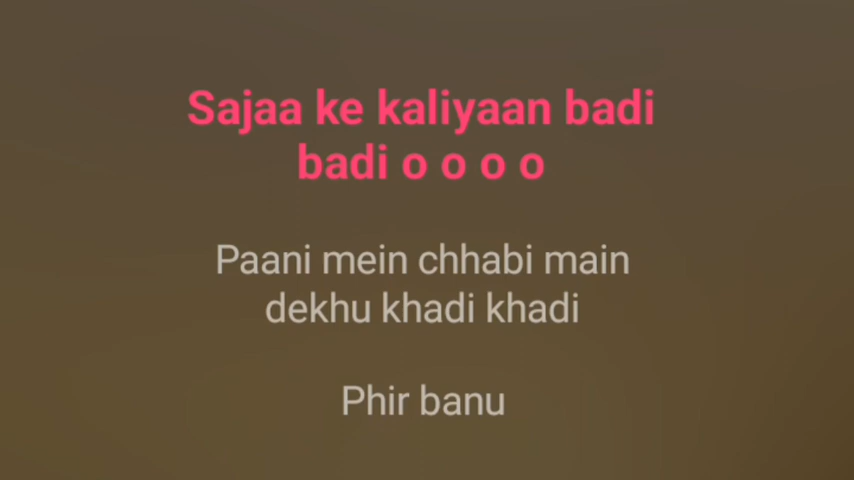 Sajaa ke kaliyaan badi
badi o o o o
Paani mein chhabi main
dekhu khadi khadi
Phir banu